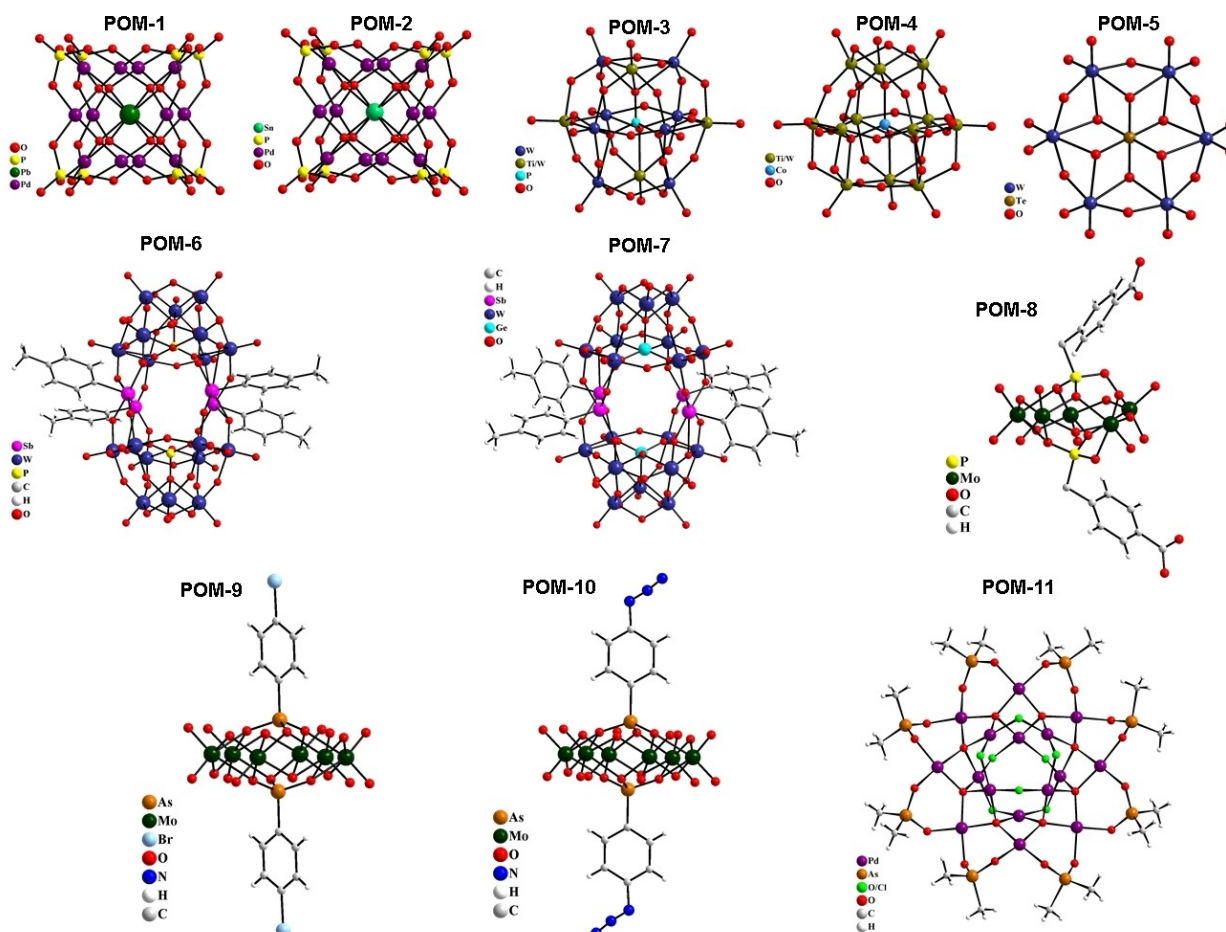 POM-1
O
P
Pb
Pd
POM-2
Sn
P
Pd
O
POM-3
W
Ti/W
P
O
POM-4
Ti/W
Co
O
POM-5
W
Te
O
POM-6
Sb
W
P
C
H
O
POM-7
C
H
Sb
W
Ge
O
POM-8
P
Mo
O
C
H
POM-9
As
Mo
Br
O
N
H
C
POM-10
As
Mo
O
N
H
C
POM-11
Pd
As
O/Cl
O
C
H